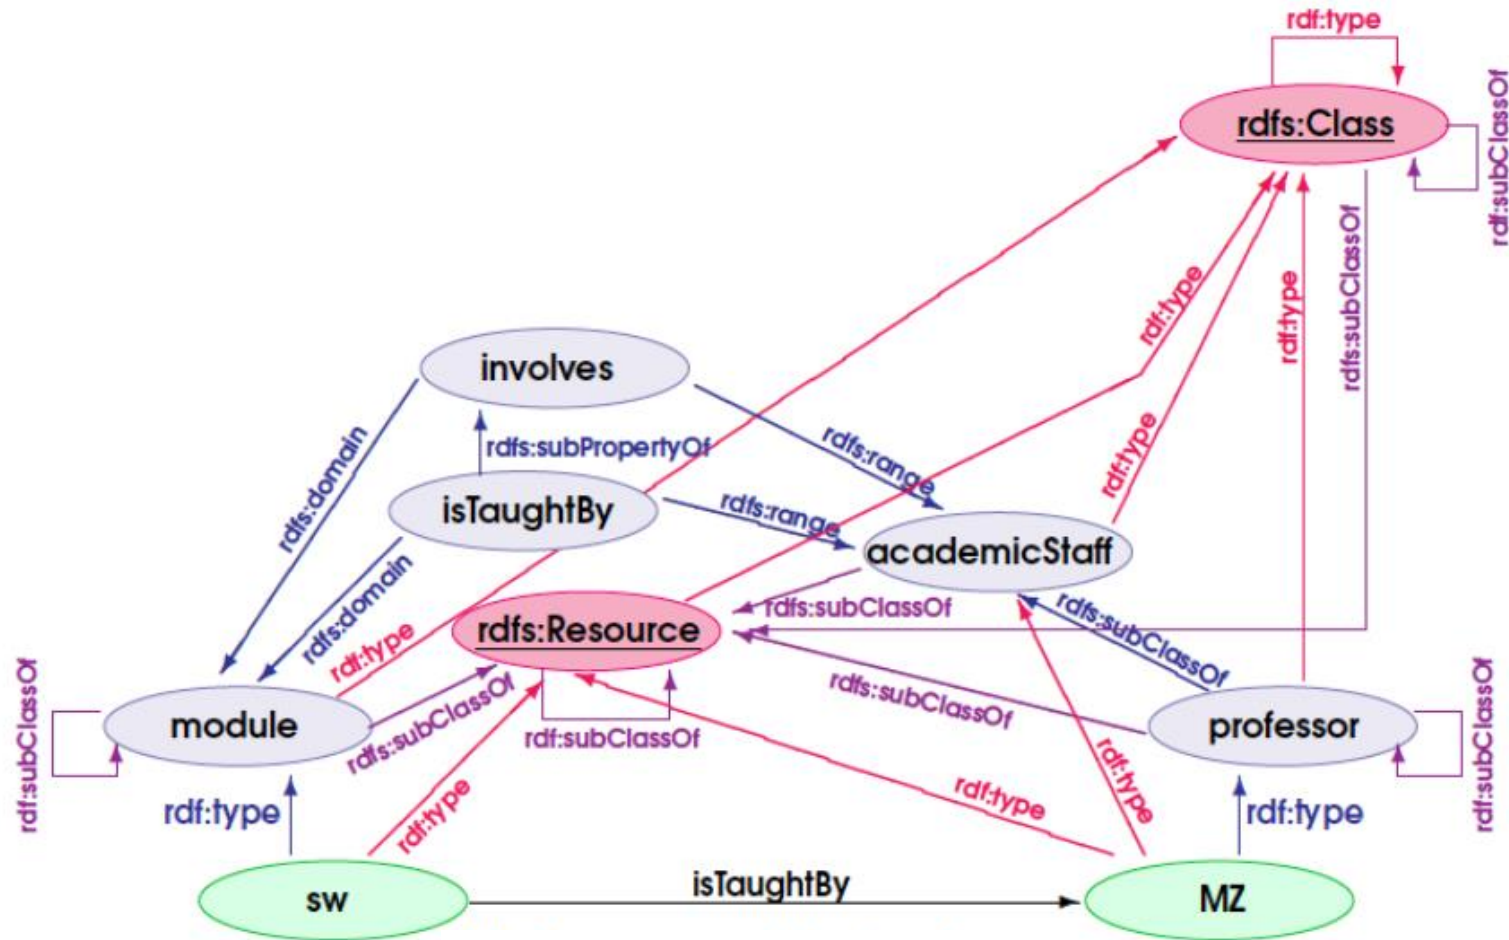 rdf:type
rdfs:Class
rdf:subClassOf
rdf:type
rdf:type
rdfs:subClassOf
involves
rdfs:domain
rdfs:subPropertyOf
rdfs:range
rdf:type
isTaughtBy
rdfs:range
academicStaff
rdfs:domain
rdf:type
rdfs:Resource
rdfs:subClassOf
rdfs:subClassOf
rdf:subClassOf
module
rdfs:subClassOf
rdf:subClassOf
rdfs:subClassOf
professor
rdf:subClassOf
rdf:type
rdf:type
rdf:type
rdf:type
rdf:type
sw
isTaughtBy
MZ